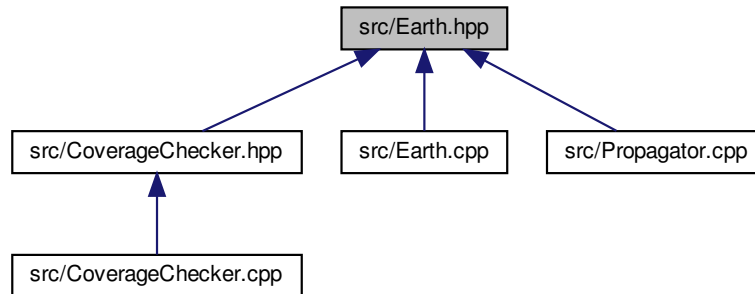 src/Earth.hpp
src/CoverageChecker.hpp
src/Earth.cpp
src/Propagator.cpp
src/CoverageChecker.cpp